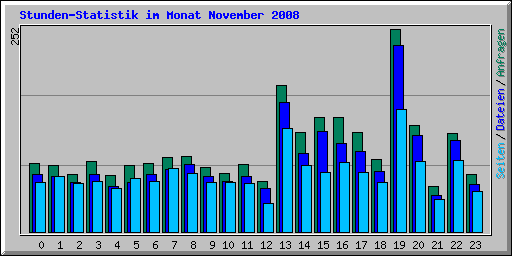 Stunden-Statistik im Monat November 2008
252
Seiten / Dateien / Anfragen
0 1 2 3 4 5 6 7 8 9 10 11 12 13 14 15 16 17 18 19 20 21 22 23